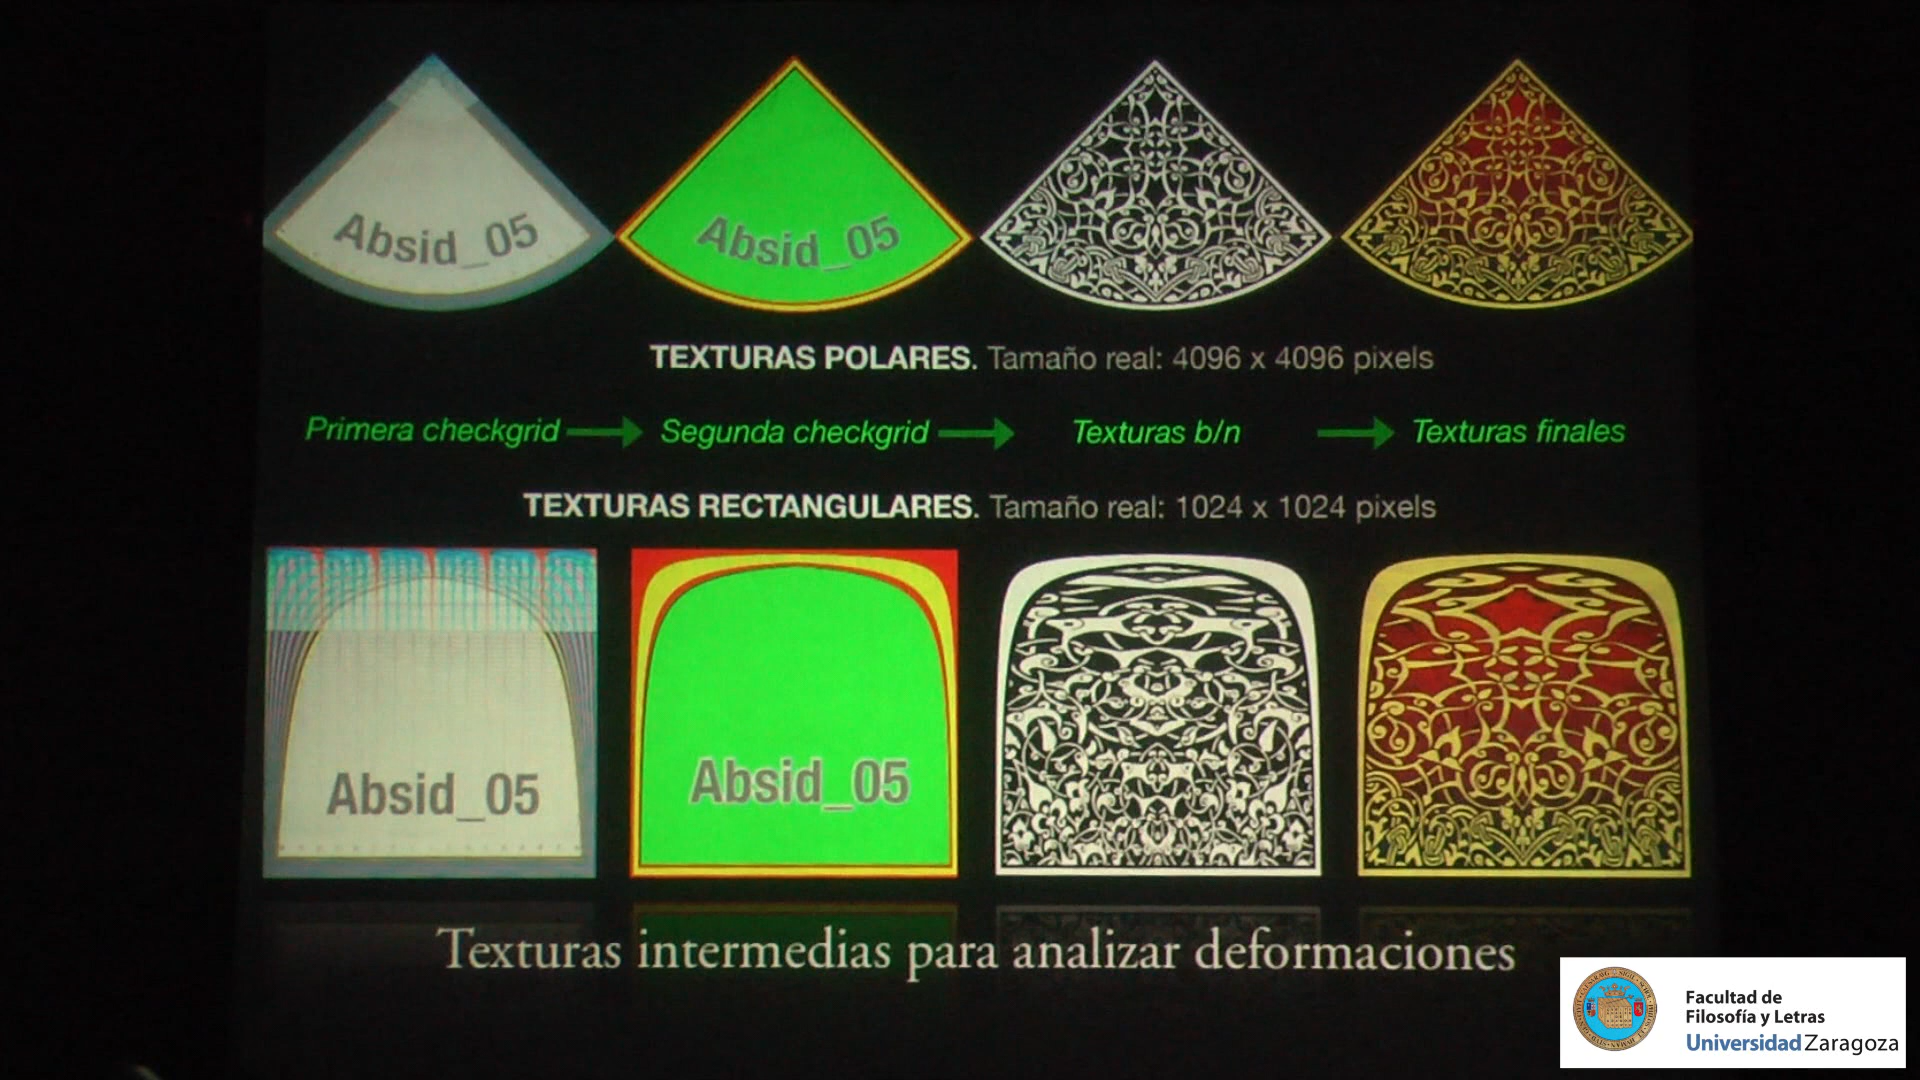 Absid_05
Absid_05
TEXTURAS POLARES. Tamaño real: 4096 x 4096 pixels
Primera checkgrid
Segunda checkgrid
Texturas b/n
Texturas finales
TEXTURAS RECTANGULARES. Tamaño real: 1024 x 1024 pixels
Absid_05
Absid_05
Texturas intermedias para analizar deformaciones
Facultad de
Filosofía y Letras
Universidad Zaragoza